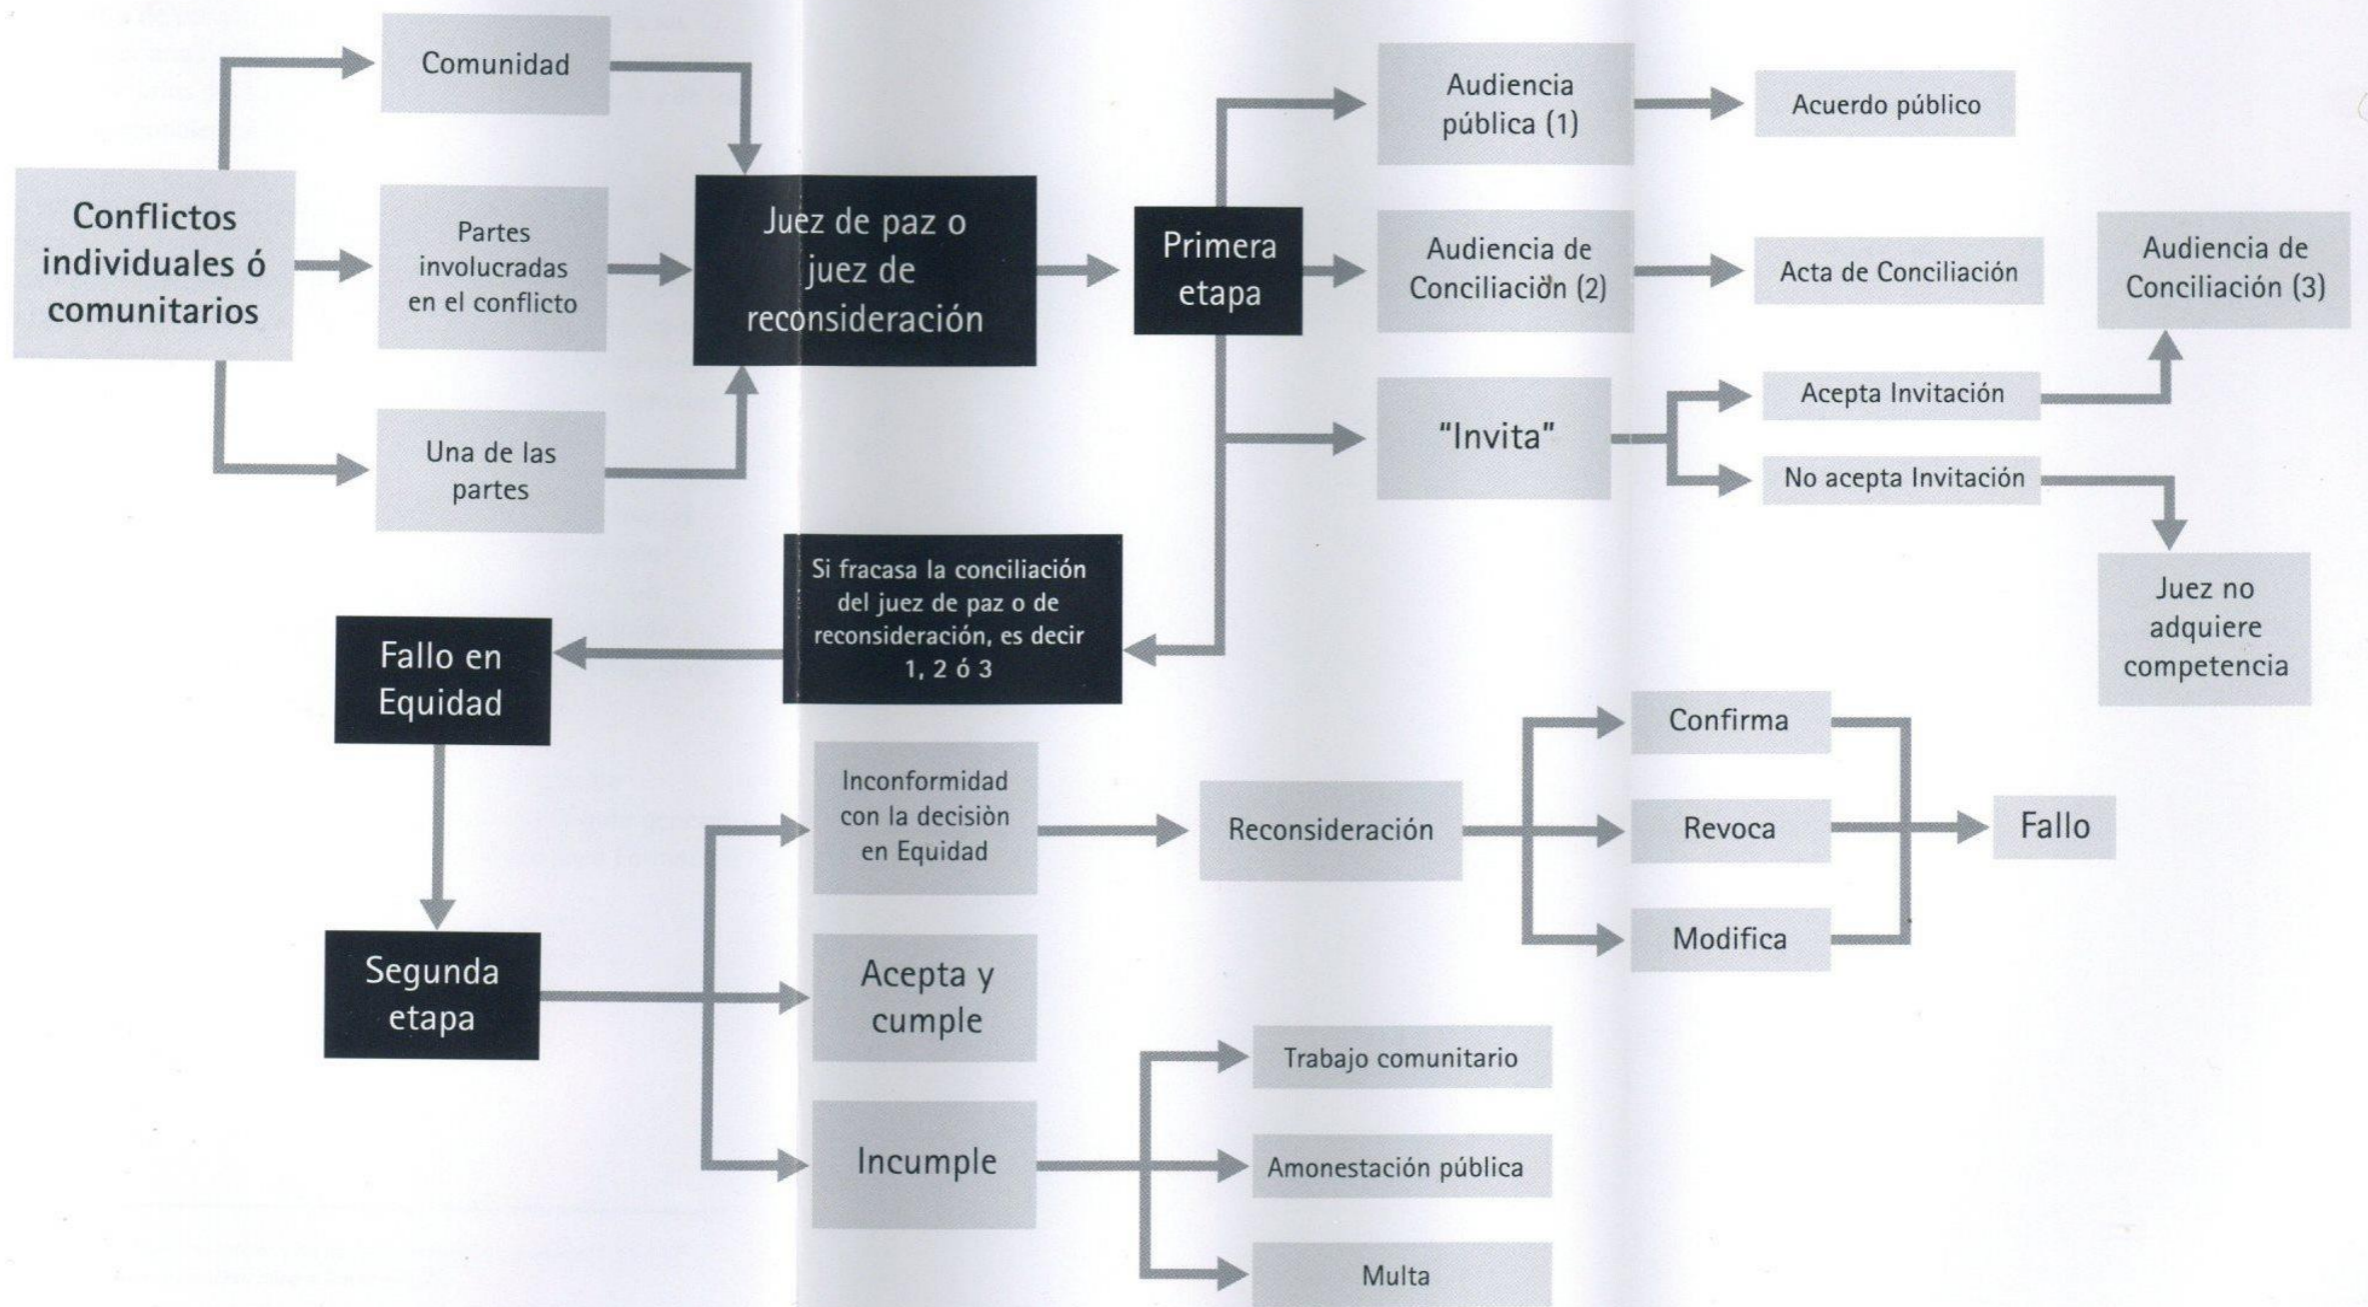 Comunidad
Conflictos
individuales ó
comunitarios
Partes
involucradas
en el conflicto
Una de las
partes
Juez de paz o
juez de
reconsideración
Primera
etapa
Audiencia
pública (1)
Acuerdo público
Audiencia de
Conciliación (2)
Acta de Conciliación
Audiencia de
Conciliación (3)
"Invita"
Acepta Invitación
No acepta Invitación
Juez no
adquiere
competencia
Si fracasa la conciliación
del juez de paz o de
reconsideración, es decir
1, 2 ó 3
Fallo en
Equidad
Segunda
etapa
Inconformidad
con la decisiòn
en Equidad
Reconsideración
Confirma
Revoca
Modifica
Fallo
Acepta y
cumple
Incumple
Trabajo comunitario
Amonestación pública
Multa